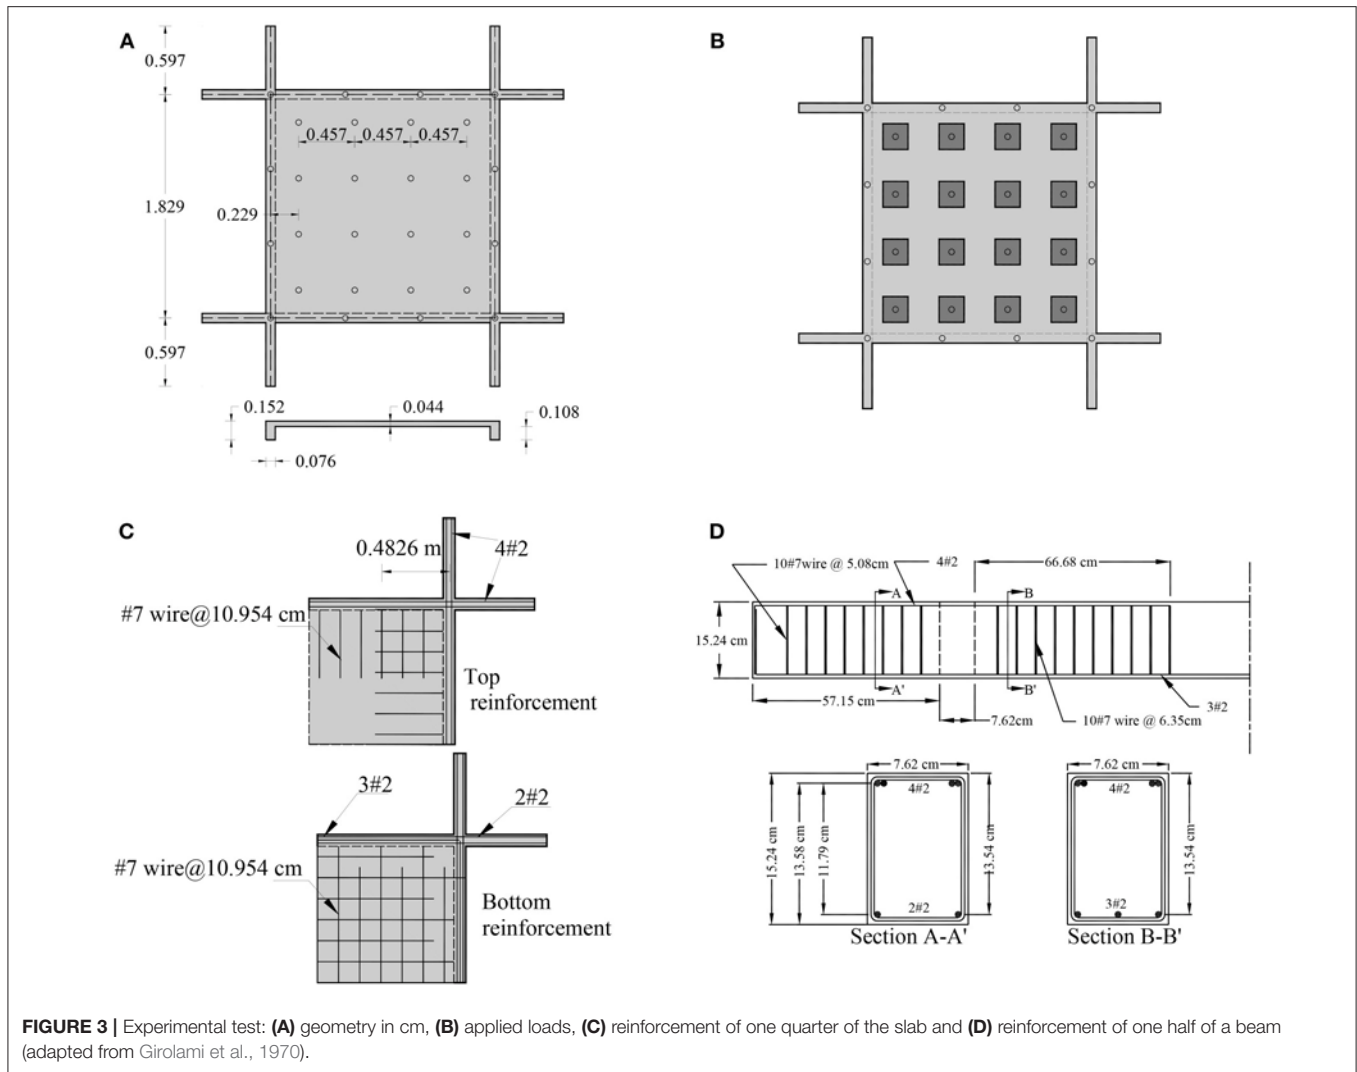 A
0.597
0.457 0.457 0.457
1.829
0.229
0.597
0.152 0.044 0.108
0.076
B
C
0.4826 m 4#2
#7 wire@10.954 cm
Top
reinforcement
3#2
2#2
#7 wire@10.954 cm
Bottom
reinforcement
D
10#7wire @ 5.08cm 4#2 66.68 cm
A B
15.24 cm
A' B'
57.15 cm 3#2
7.62cm 10#7 wire @ 6.35cm
7.62 cm 7.62 cm
4#2 4#2
15.24 cm 13.58 cm 11.79 cm 13.54 cm 13.54 cm
2#2 3#2
Section A-A' Section B-B'
FIGURE 3 | Experimental test: (A) geometry in cm, (B) applied loads, (C) reinforcement of one quarter of the slab and (D) reinforcement of one half of a beam
(adapted from Girolami et al., 1970).